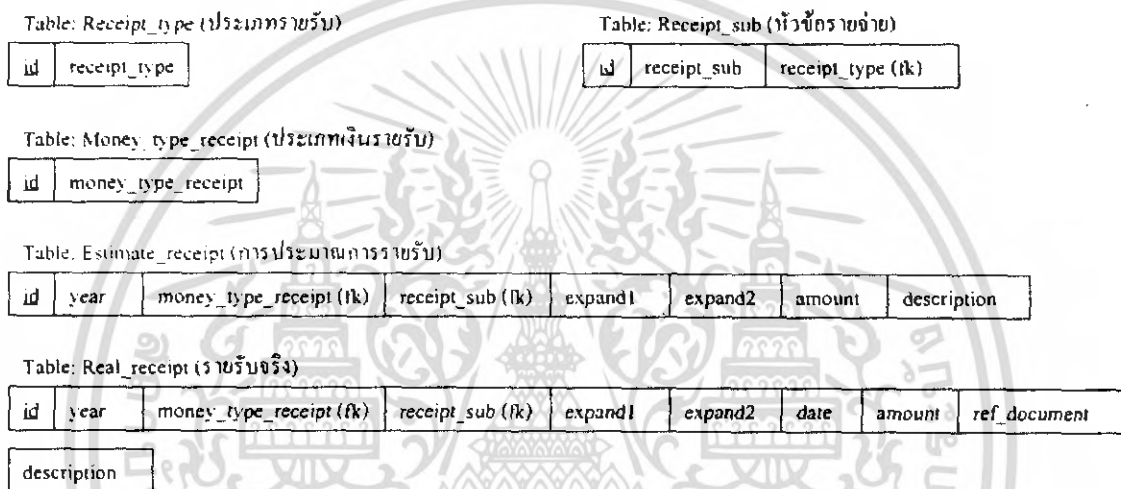 Table: Receipt_type (ประเภทรายรับ)
id receipt_type
Table: Receipt_sub (หัวข้อรายจ่าย)
id receipt_sub receipt_type (fk)
Table: Money_type_receipt (ประเภทเงินรายรับ)
id money_type_receipt
Table: Estimate_receipt (การประมาณการรายรับ)
id year money_type_receipt (fk) receipt_sub (fk) expand1 expand2 amount description
Table: Real_receipt (รายรับจริง)
id year money_type_receipt (fk) receipt_sub (fk) expand1 expand2 date amount ref_document
description